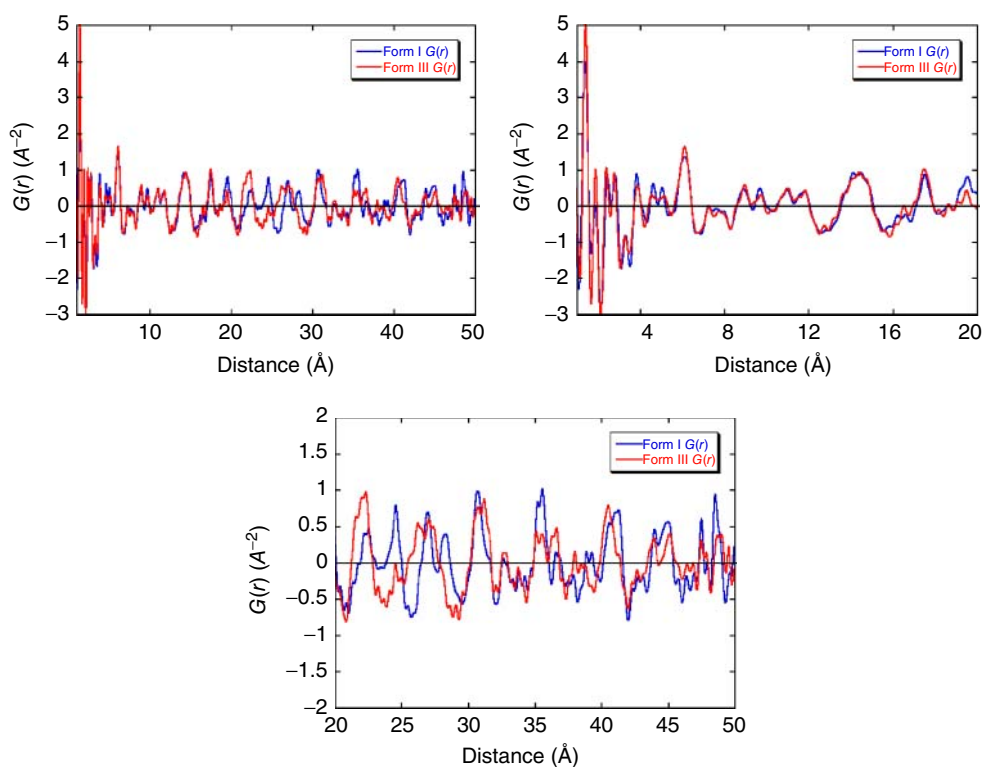 5
4
3
2
1
0
−1
−2
−3
G(r) (A−2)
Form I G(r)
Form III G(r)
10 20 30 40 50
Distance (Å)
5
4
3
2
1
0
−1
−2
−3
G(r) (A−2)
Form I G(r)
Form III G(r)
4 8 12 16 20
Distance (Å)
2
1.5
1
0.5
0
−0.5
−1
−1.5
−2
G(r) (A−2)
Form I G(r)
Form III G(r)
20 25 30 35 40 45 50
Distance (Å)